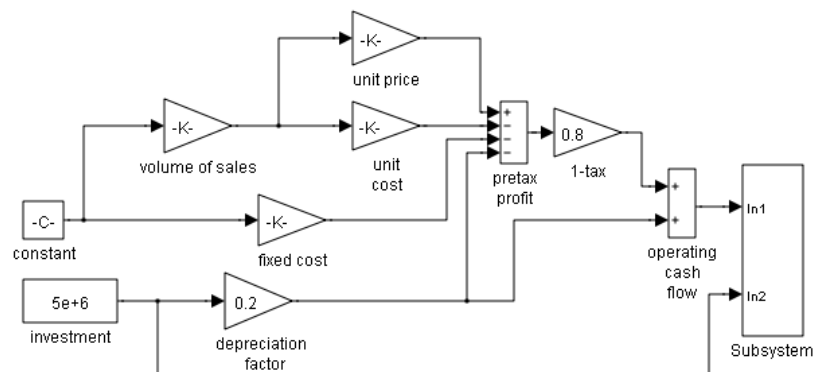 -K-
unit price
+
−
−
−
-K-
volume of sales
-K-
unit
cost
pretax
profit
0.8
1-tax
-C-
constant
-K-
fixed cost
+
+
operating
cash
flow
In1
In2
Subsystem
5e+6
investment
0.2
depreciation
factor